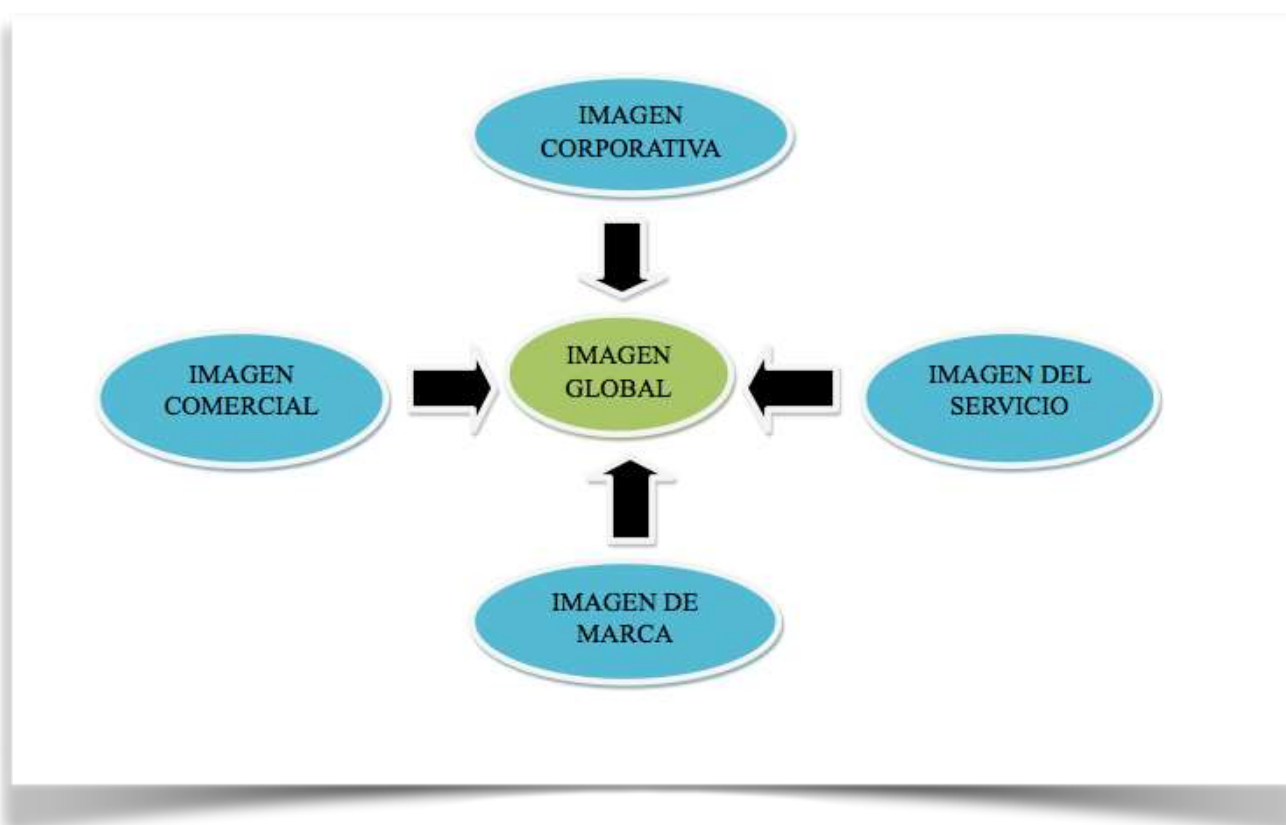 IMAGEN
CORPORATIVA
IMAGEN
COMERCIAL
IMAGEN
GLOBAL
IMAGEN DEL
SERVICIO
IMAGEN DE
MARCA